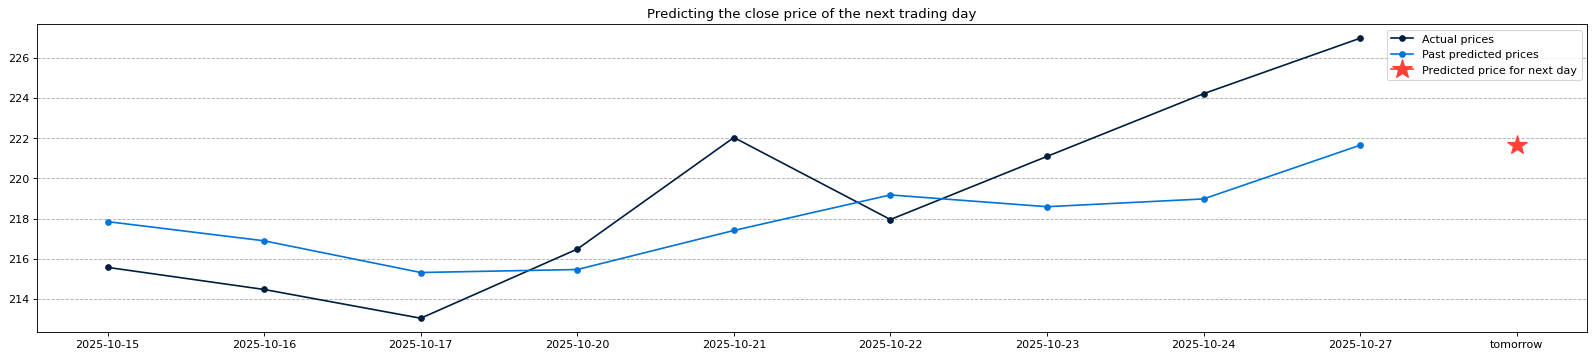 Predicting the close price of the next trading day
Actual prices
Past predicted prices
Predicted price for next day
226
224
222
220
218
216
214
2025-10-15 2025-10-16 2025-10-17 2025-10-20 2025-10-21 2025-10-22 2025-10-23 2025-10-24 2025-10-27 tomorrow